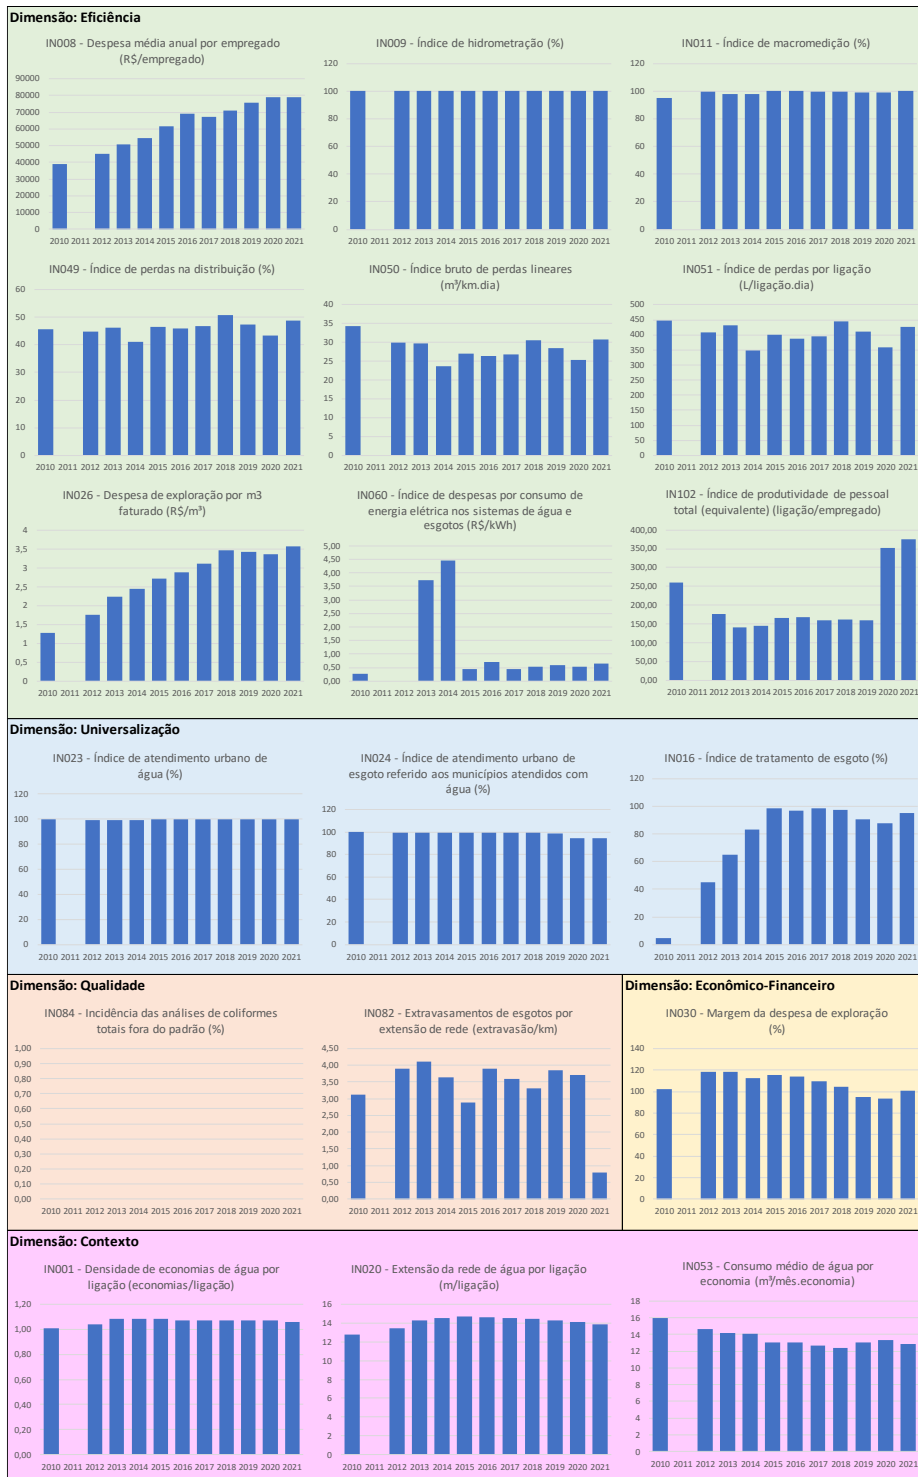 Dimensão: Eficiência
IN008 - Despesa média anual por empregado
(R$/empregado)
90000
80000
70000
60000
50000
40000
30000
20000
10000
0
2010 2011 2012 2013 2014 2015 2016 2017 2018 2019 2020 2021
IN009 - Índice de hidrometração (%)
120
100
80
60
40
20
0
2010 2011 2012 2013 2014 2015 2016 2017 2018 2019 2020 2021
IN011 - Índice de macromedição (%)
120
100
80
60
40
20
0
2010 2011 2012 2013 2014 2015 2016 2017 2018 2019 2020 2021
IN049 - Índice de perdas na distribuição (%)
60
50
40
30
20
10
0
2010 2011 2012 2013 2014 2015 2016 2017 2018 2019 2020 2021
IN050 - Índice bruto de perdas lineares
(m³/km.dia)
40
35
30
25
20
15
10
5
0
2010 2011 2012 2013 2014 2015 2016 2017 2018 2019 2020 2021
IN051 - Índice de perdas por ligação
(L/ligação.dia)
500
450
400
350
300
250
200
150
100
50
0
2010 2011 2012 2013 2014 2015 2016 2017 2018 2019 2020 2021
IN026 - Despesa de exploração por m3
faturado (R$/m³)
4
3,5
3
2,5
2
1,5
1
0,5
0
2010 2011 2012 2013 2014 2015 2016 2017 2018 2019 2020 2021
IN060 - Índice de despesas por consumo de
energia elétrica nos sistemas de água e
esgotos (R$/kWh)
5,00
4,50
4,00
3,50
3,00
2,50
2,00
1,50
1,00
0,50
0,00
2010 2011 2012 2013 2014 2015 2016 2017 2018 2019 2020 2021
IN102 - Índice de produtividade de pessoal
total (equivalente) (ligação/empregado)
400,00
350,00
300,00
250,00
200,00
150,00
100,00
50,00
0,00
2010 2011 2012 2013 2014 2015 2016 2017 2018 2019 2020 2021
Dimensão: Universalização
IN023 - Índice de atendimento urbano de
água (%)
120
100
80
60
40
20
0
2010 2011 2012 2013 2014 2015 2016 2017 2018 2019 2020 2021
IN024 - Índice de atendimento urbano de
esgoto referido aos municípios atendidos com
água (%)
120
100
80
60
40
20
0
2010 2011 2012 2013 2014 2015 2016 2017 2018 2019 2020 2021
IN016 - Índice de tratamento de esgoto (%)
120
100
80
60
40
20
0
2010 2011 2012 2013 2014 2015 2016 2017 2018 2019 2020 2021
Dimensão: Qualidade
IN084 - Incidência das análises de coliformes
totais fora do padrão (%)
1,00
0,90
0,80
0,70
0,60
0,50
0,40
0,30
0,20
0,10
0,00
2010 2011 2012 2013 2014 2015 2016 2017 2018 2019 2020 2021
IN082 - Extravasamentos de esgotos por
extensão de rede (extravasão/km)
4,50
4,00
3,50
3,00
2,50
2,00
1,50
1,00
0,50
0,00
2010 2011 2012 2013 2014 2015 2016 2017 2018 2019 2020 2021
Dimensão: Econômico-Financeiro
IN030 - Margem da despesa de exploração
(%)
140
120
100
80
60
40
20
0
2010 2011 2012 2013 2014 2015 2016 2017 2018 2019 2020 2021
Dimensão: Contexto
IN001 - Densidade de economias de água por
ligação (economias/ligação)
1,20
1,00
0,80
0,60
0,40
0,20
0,00
2010 2011 2012 2013 2014 2015 2016 2017 2018 2019 2020 2021
IN020 - Extensão da rede de água por ligação
(m/ligação)
16
14
12
10
8
6
4
2
0
2010 2011 2012 2013 2014 2015 2016 2017 2018 2019 2020 2021
IN053 - Consumo médio de água por
economia (m³/mês.economia)
18
16
14
12
10
8
6
4
2
0
2010 2011 2012 2013 2014 2015 2016 2017 2018 2019 2020 2021